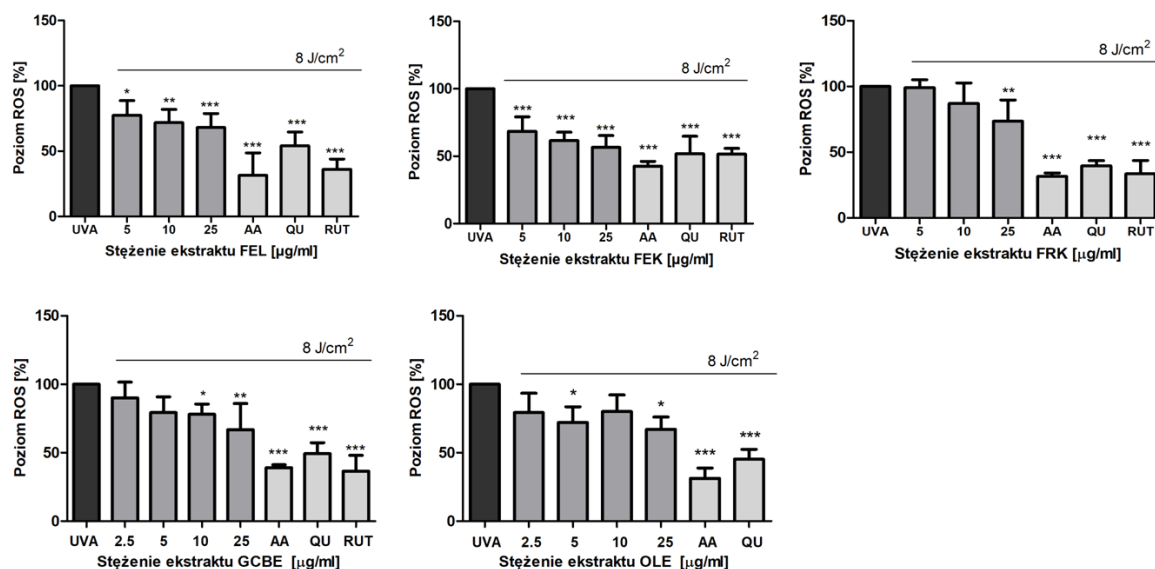 150
100
50
0
Poziom ROS [%]
8 J/cm²
* ** *** *** *** ***
UVA 5 10 25 AA QU RUT
Stężenie ekstraktu FEL [µg/ml]
150
100
50
0
Poziom ROS [%]
8 J/cm²
*** *** *** *** *** ***
UVA 5 10 25 AA QU RUT
Stężenie ekstraktu FEK [µg/ml]
150
100
50
0
Poziom ROS [%]
8 J/cm²
** *** *** ***
UVA 5 10 25 AA QU RUT
Stężenie ekstraktu FRK [µg/ml]
150
100
50
0
Poziom ROS [%]
8 J/cm²
* ** *** *** ***
UVA 2.5 5 10 25 AA QU RUT
Stężenie ekstraktu GCBE [µg/ml]
150
100
50
0
Poziom ROS [%]
8 J/cm²
* * *** ***
UVA 2.5 5 10 25 AA QU
Stężenie ekstraktu OLE [µg/ml]